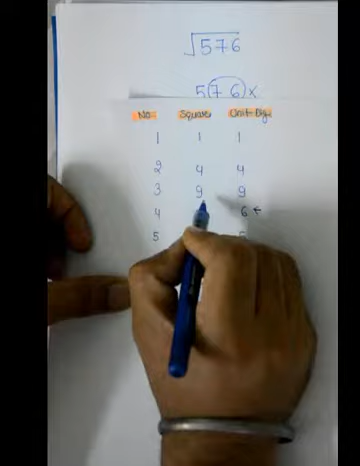 √576
5(7 6)x
No. Square Unit Digit
1 1 1
2 4 4
3 9 9
4 6 ←
5